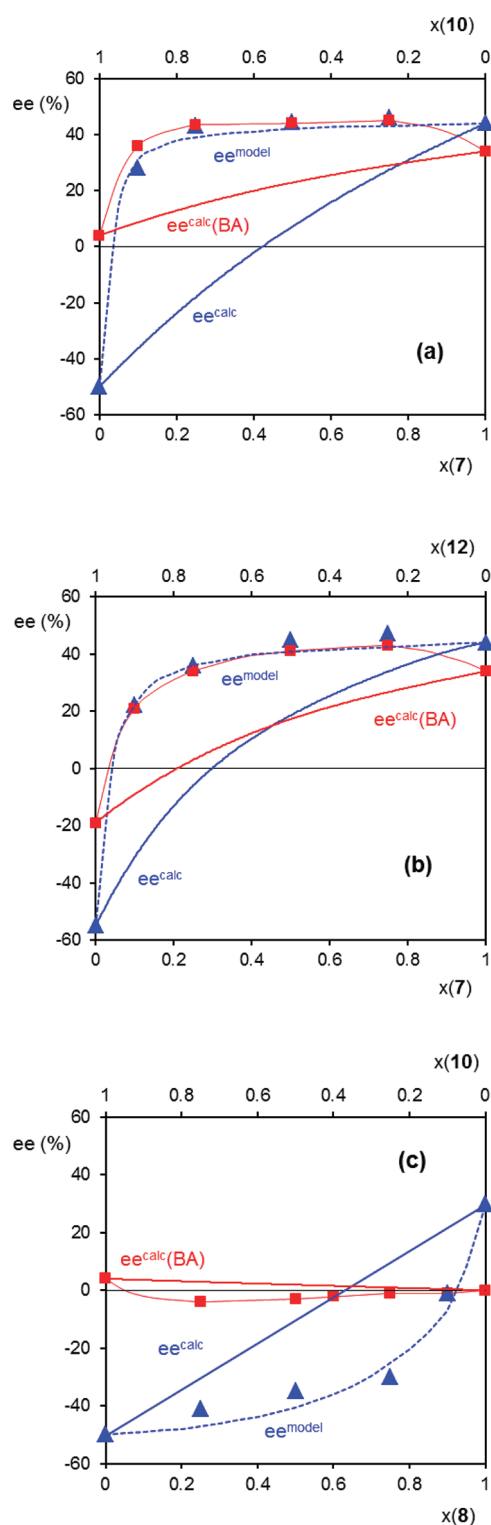 x(10)
1 0.8 0.6 0.4 0.2 0
60
ee (%)
40
ee^model
20
ee^calc(BA)
0
-20
ee^calc
-40
(a)
-60
0 0.2 0.4 0.6 0.8 1
x(7)
x(12)
1 0.8 0.6 0.4 0.2 0
60
ee (%)
40
ee^model
20
ee^calc(BA)
0
-20
-40
ee^calc
(b)
-60
0 0.2 0.4 0.6 0.8 1
x(7)
x(10)
1 0.8 0.6 0.4 0.2 0
60
ee (%)
(c)
40
20
ee^calc(BA)
0
ee^calc
-20
-40
ee^model
-60
0 0.2 0.4 0.6 0.8 1
x(8)